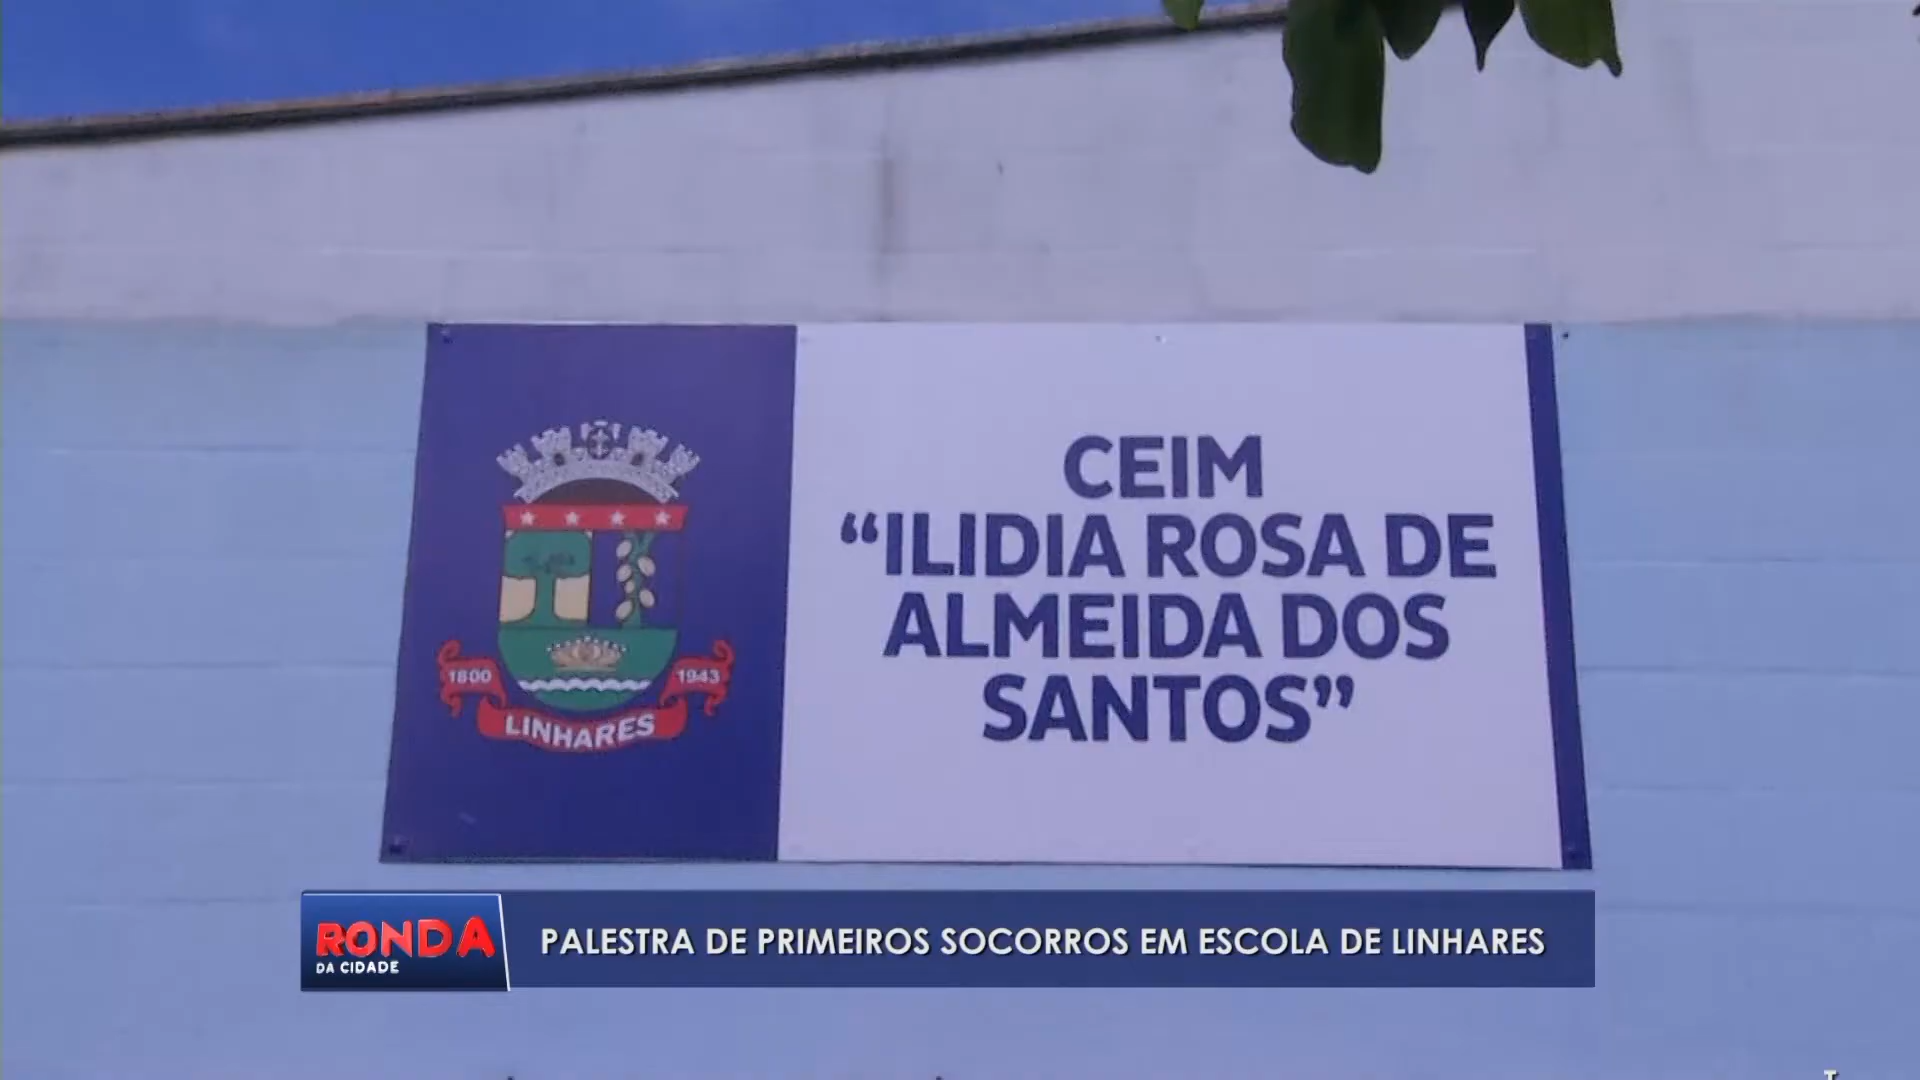 CEIM
“ILIDIA ROSA DE
ALMEIDA DOS
SANTOS”
1800
1943
LINHARES
RONDA
DA CIDADE
PALESTRA DE PRIMEIROS SOCORROS EM ESCOLA DE LINHARES